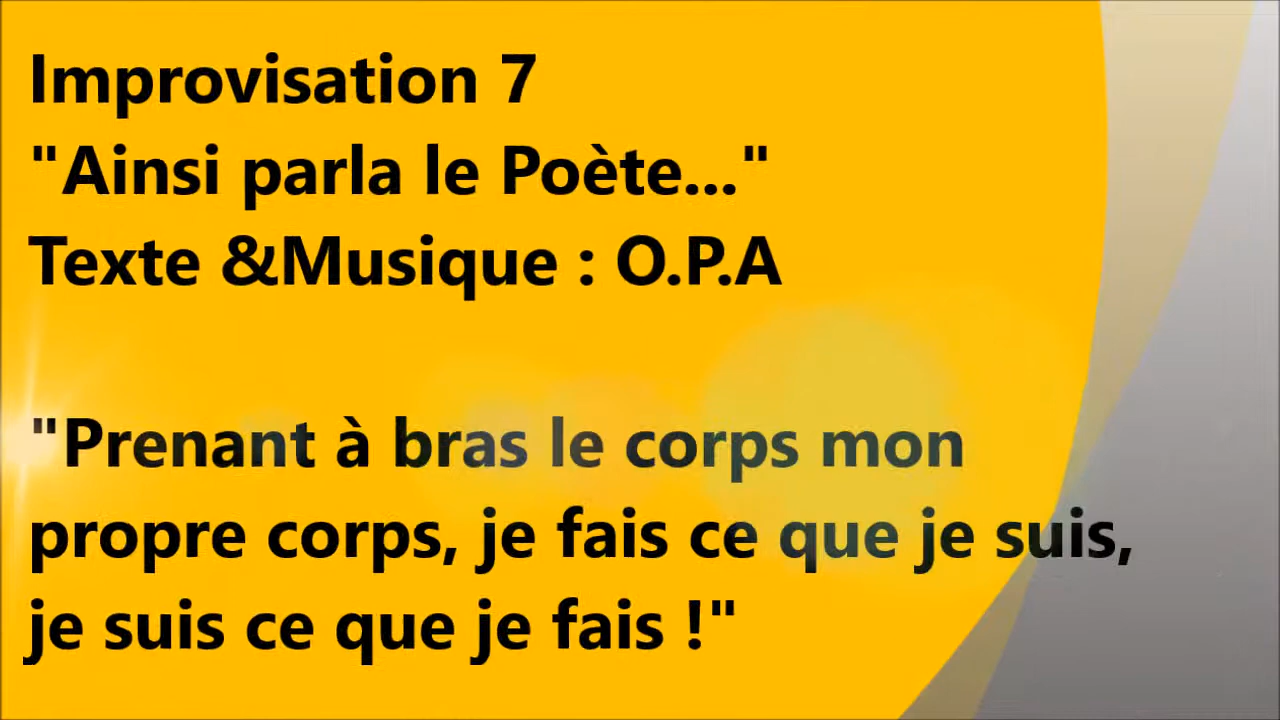 Improvisation 7
"Ainsi parla le Poète..."
Texte &Musique : O.P.A
"Prenant à bras le corps mon
propre corps, je fais ce que je suis,
je suis ce que je fais !"